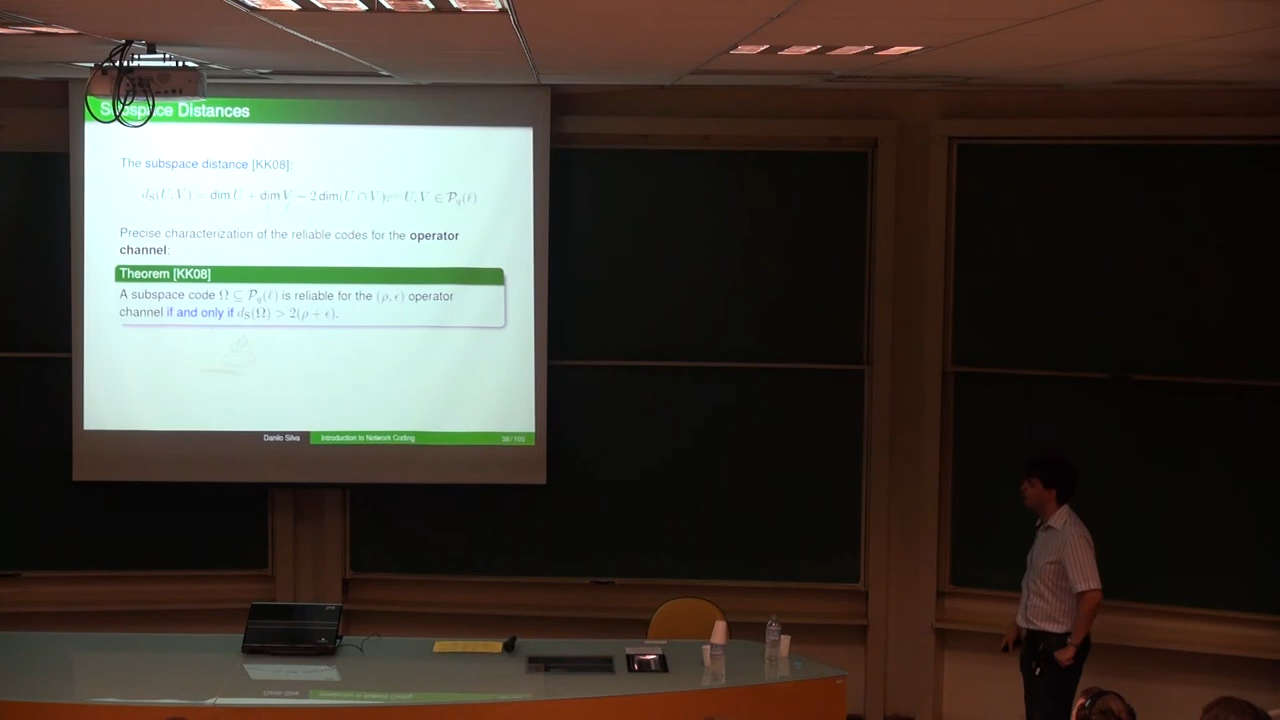 Subspace Distances
The subspace distance [KK08]:
d_S(U, V) = dim U + dim V − 2 dim(U ∩ V), U, V ∈ P_q(ℓ)
Precise characterization of the reliable codes for the operator
channel:
Theorem [KK08]
A subspace code Ω ⊆ P_q(ℓ) is reliable for the (ρ, ϵ) operator
channel if and only if d_S(Ω) > 2(ρ + ϵ).
Danilo Silva Introduction to Network Coding 38 / 105